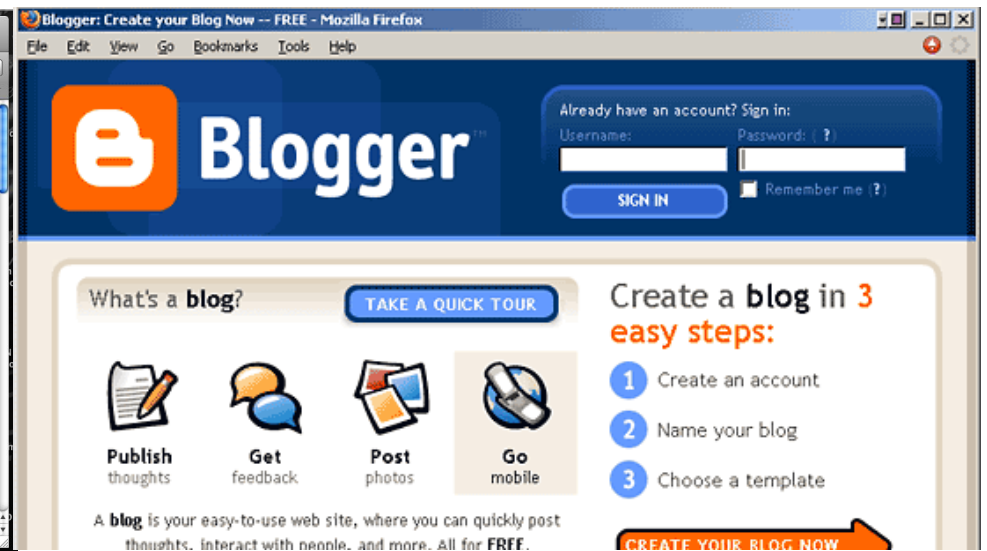 Blogger: Create your Blog Now -- FREE - Mozilla Firefox
File Edit View Go Bookmarks Tools Help
Blogger™
Already have an account? Sign in:
Username: Password: ( ? )
SIGN IN
Remember me (?)
What's a blog?
TAKE A QUICK TOUR
Publish
thoughts
Get
feedback
Post
photos
Go
mobile
A blog is your easy-to-use web site, where you can quickly post
thoughts, interact with people, and more. All for FREE.
Create a blog in 3
easy steps:
1 Create an account
2 Name your blog
3 Choose a template
CREATE YOUR BLOG NOW